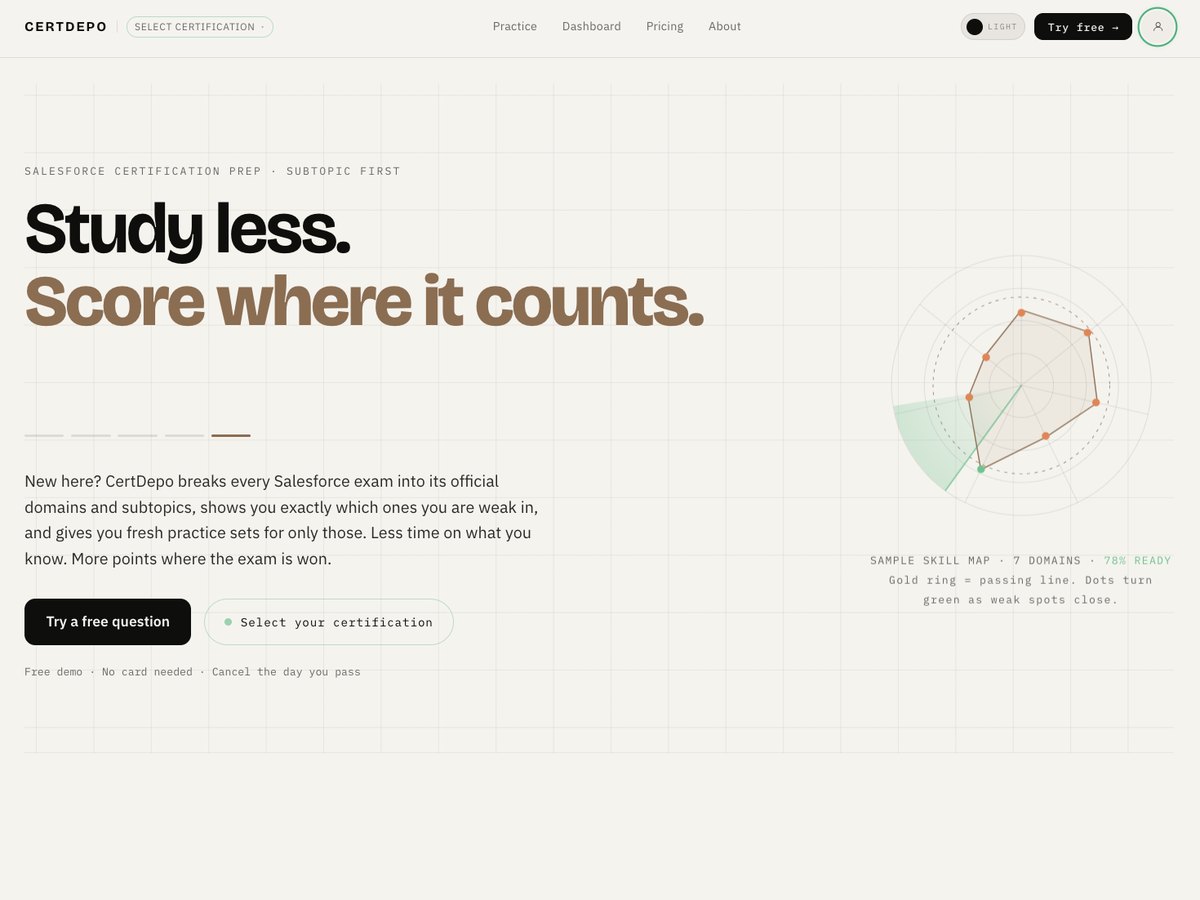 CERTDEPO
SELECT CERTIFICATION ·
Practice
Dashboard
Pricing
About
LIGHT
Try free →
SALESFORCE CERTIFICATION PREP · SUBTOPIC FIRST
Study less.
Score where it counts.
New here? CertDepo breaks every Salesforce exam into its official
domains and subtopics, shows you exactly which ones you are weak in,
and gives you fresh practice sets for only those. Less time on what you
know. More points where the exam is won.
Try a free question
Select your certification
Free demo · No card needed · Cancel the day you pass
SAMPLE SKILL MAP · 7 DOMAINS · 78% READY
Gold ring = passing line. Dots turn
green as weak spots close.